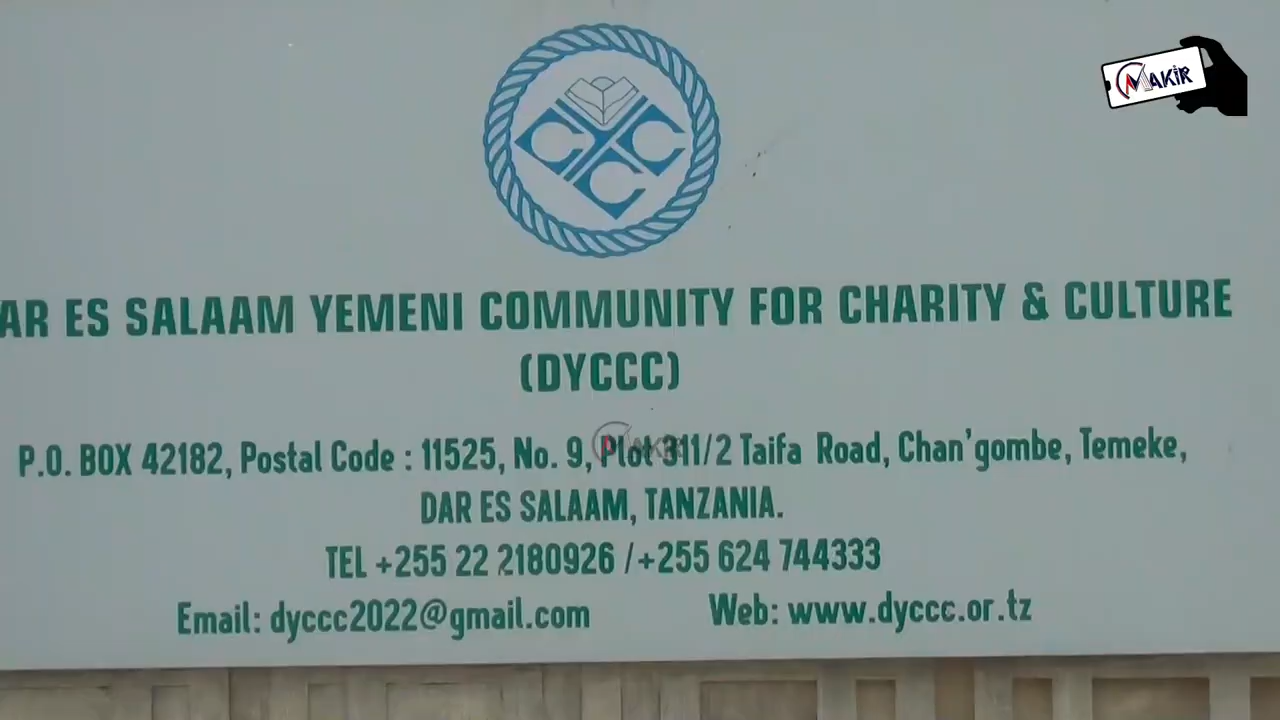 MAKIR
C C C
AR ES SALAAM YEMENI COMMUNITY FOR CHARITY & CULTURE
(DYCCC)
P.O. BOX 42182, Postal Code : 11525, No. 9, Plot 311/2 Taifa Road, Chan'gombe, Temeke,
DAR ES SALAAM, TANZANIA.
TEL +255 22 2180926 /+255 624 744333
Email: dyccc2022@gmail.com Web: www.dyccc.or.tz
MAKIR